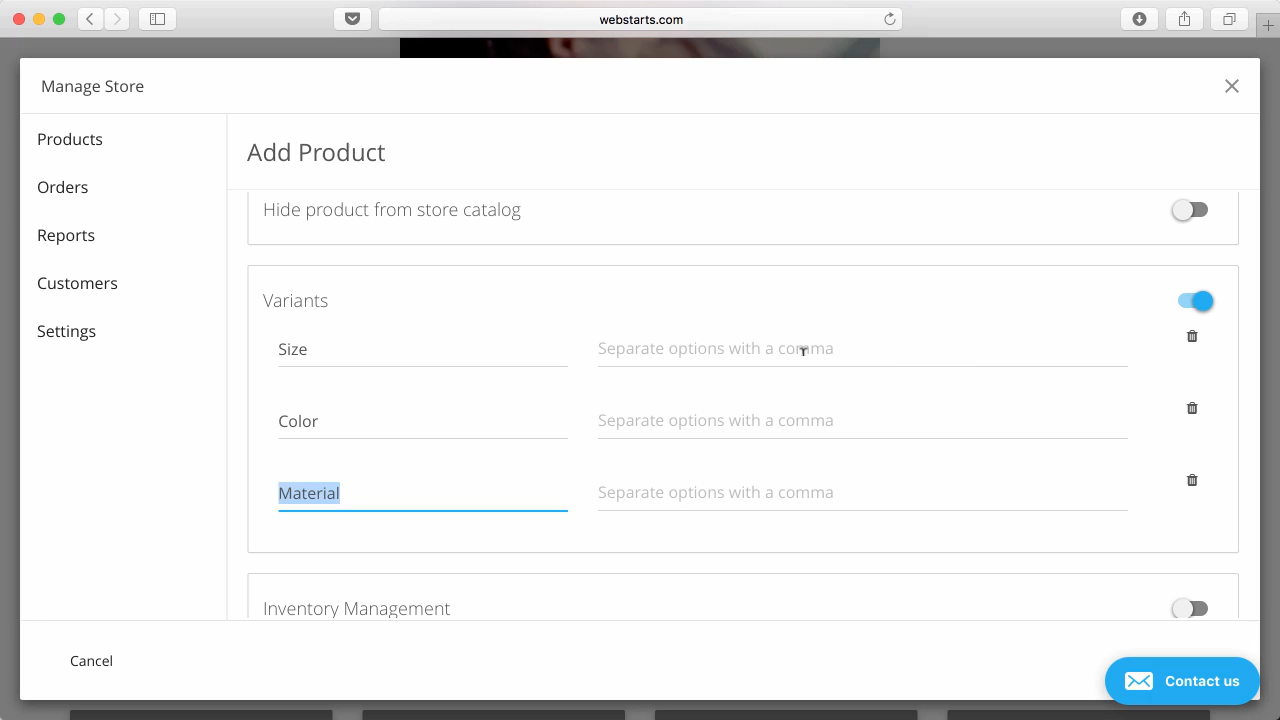 webstarts.com
Manage Store
Products
Orders
Reports
Customers
Settings
Add Product
Hide product from store catalog
Variants
Size
Separate options with a comma
Color
Separate options with a comma
Material
Separate options with a comma
Inventory Management
Cancel
Contact us